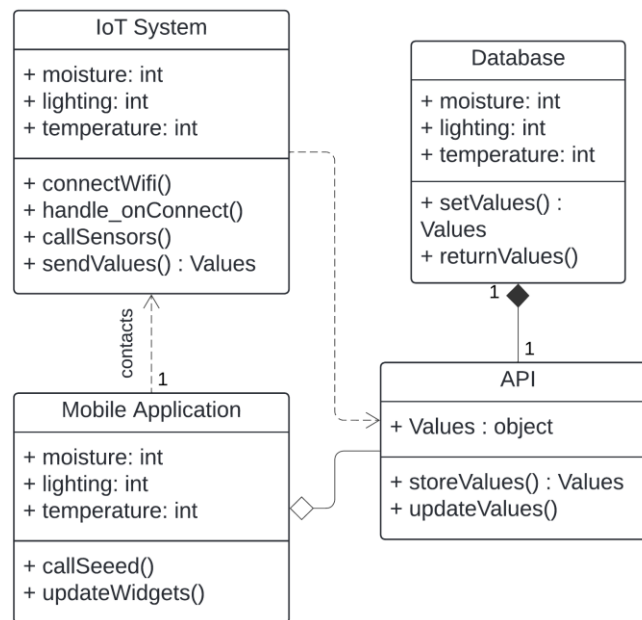 IoT System
+ moisture: int
+ lighting: int
+ temperature: int
+ connectWifi()
+ handle_onConnect()
+ callSensors()
+ sendValues() : Values
Database
+ moisture: int
+ lighting: int
+ temperature: int
+ setValues() :
Values
+ returnValues()
1
1
contacts
1
API
+ Values : object
+ storeValues() : Values
+ updateValues()
Mobile Application
+ moisture: int
+ lighting: int
+ temperature: int
+ callSeeed()
+ updateWidgets()